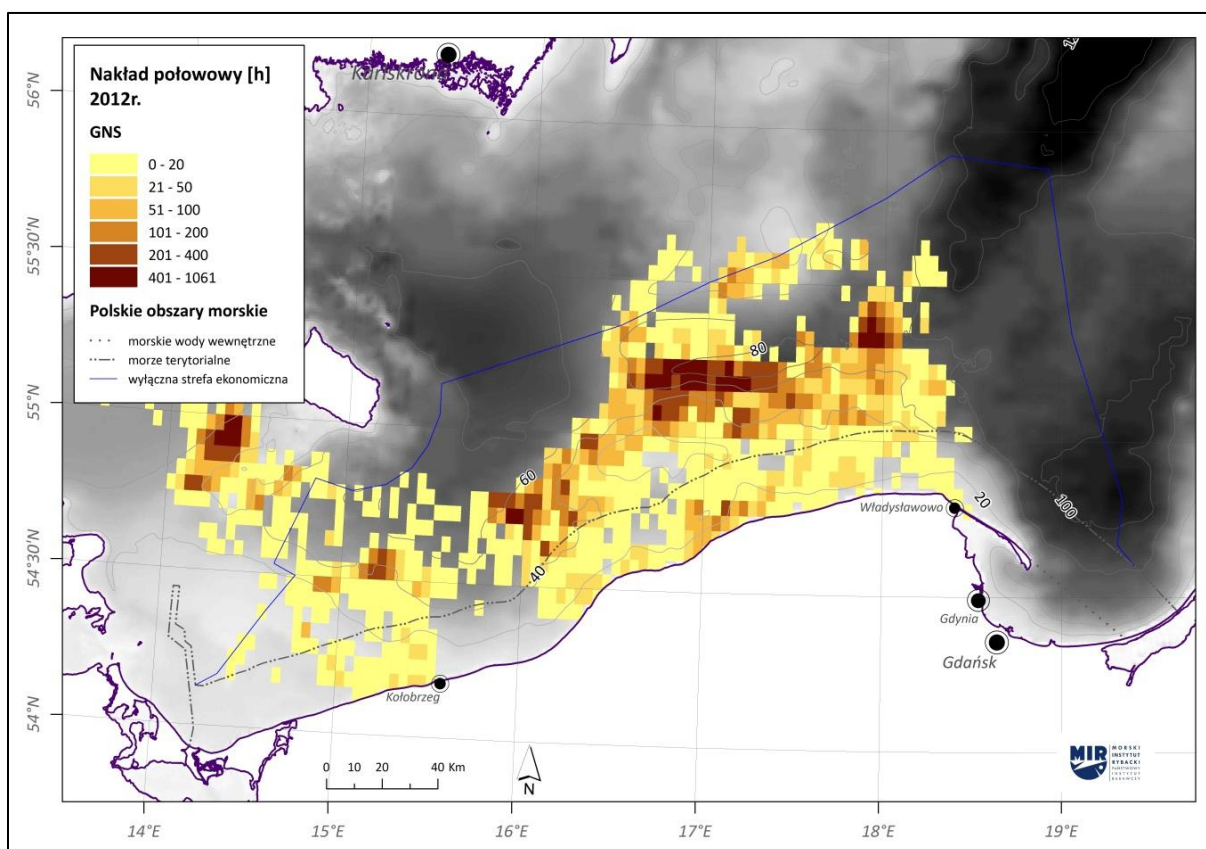 Nakład połowowy [h]
2012r.
GNS
0 - 20
21 - 50
51 - 100
101 - 200
201 - 400
401 - 1061
Polskie obszary morskie
morskie wody wewnętrzne
morze terytorialne
wyłączna strefa ekonomiczna
56°N
55°30'N
55°N
54°30'N
54°N
80
60
40
20
100
Władysławowo
Gdynia
Gdańsk
Kołobrzeg
0 10 20 40 Km
N
MIR
MORSKI
INSTYTUT
RYBACKI
PAŃSTWOWY
INSTYTUT
BADAWCZY
14°E 15°E 16°E 17°E 18°E 19°E